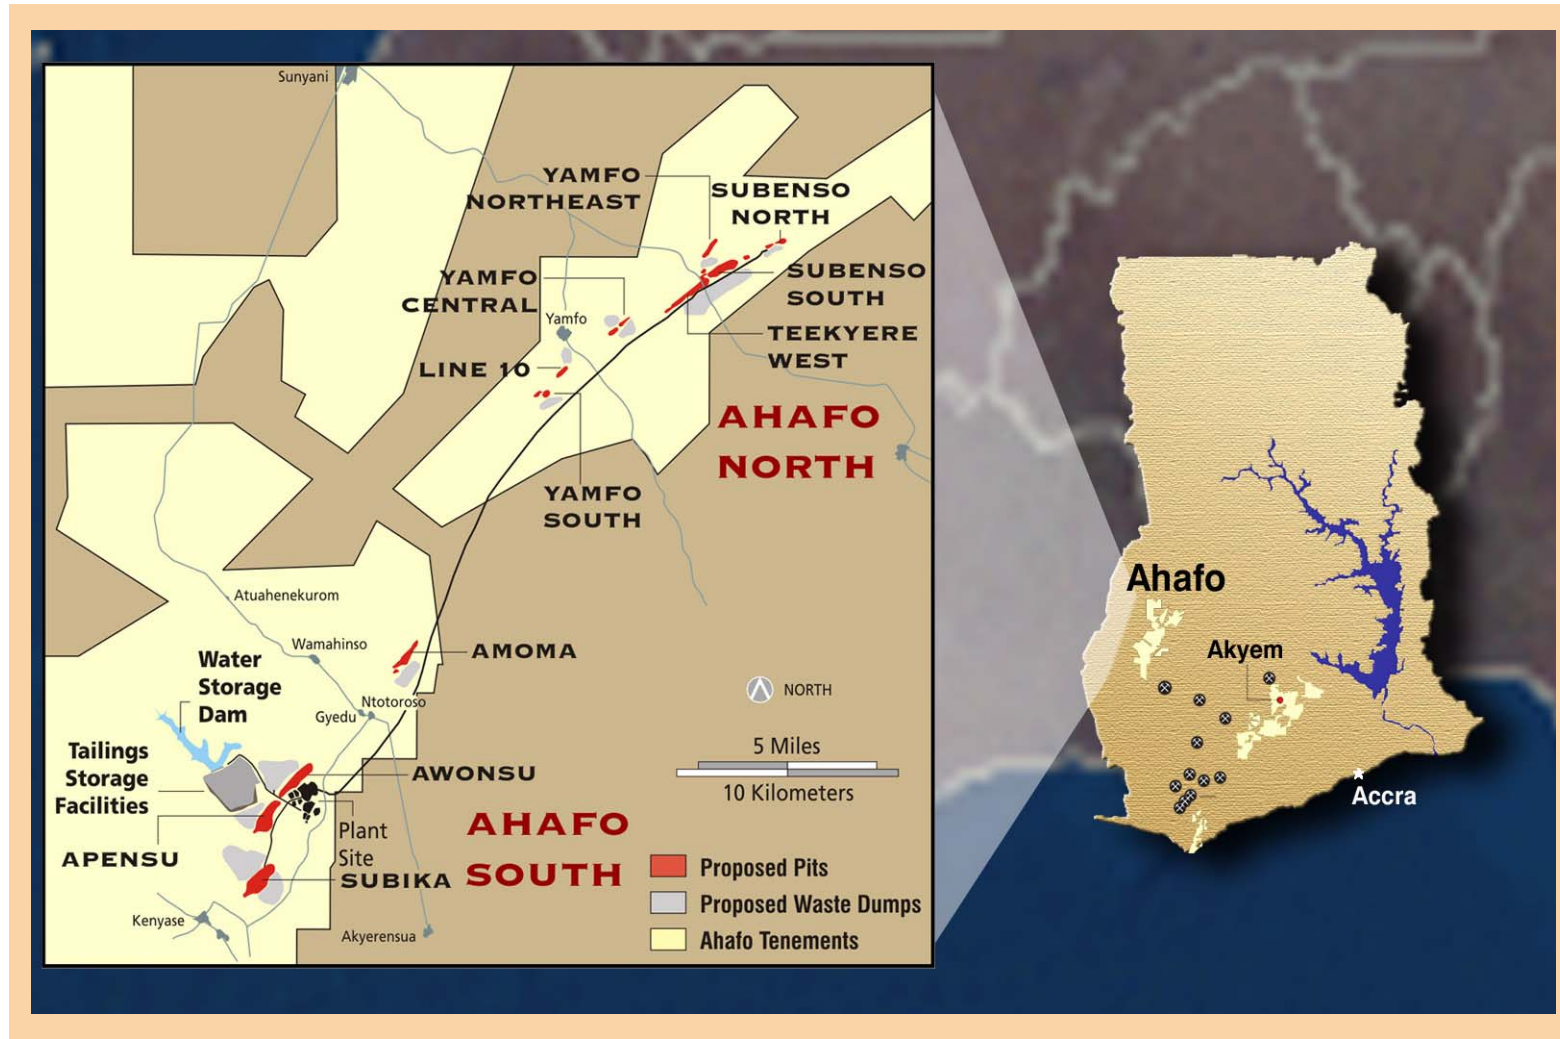 Sunyani
YAMFO
NORTHEAST
SUBENSO
NORTH
YAMFO
CENTRAL
SUBENSO
SOUTH
Yamfo
TEEKYERE
WEST
LINE 10
AHAFO
NORTH
YAMFO
SOUTH
Atuahenekurom
Wamahinso
AMOMA
Water
Storage
Dam
Ntotoroso
Gyedu
NORTH
Tailings
Storage
Facilities
5 Miles
10 Kilometers
AWONSU
AHAFO
SOUTH
Plant
Site
APENSU
SUBIKA
Kenyase
Akyerensua
Proposed Pits
Proposed Waste Dumps
Ahafo Tenements
Ahafo
Akyem
Accra